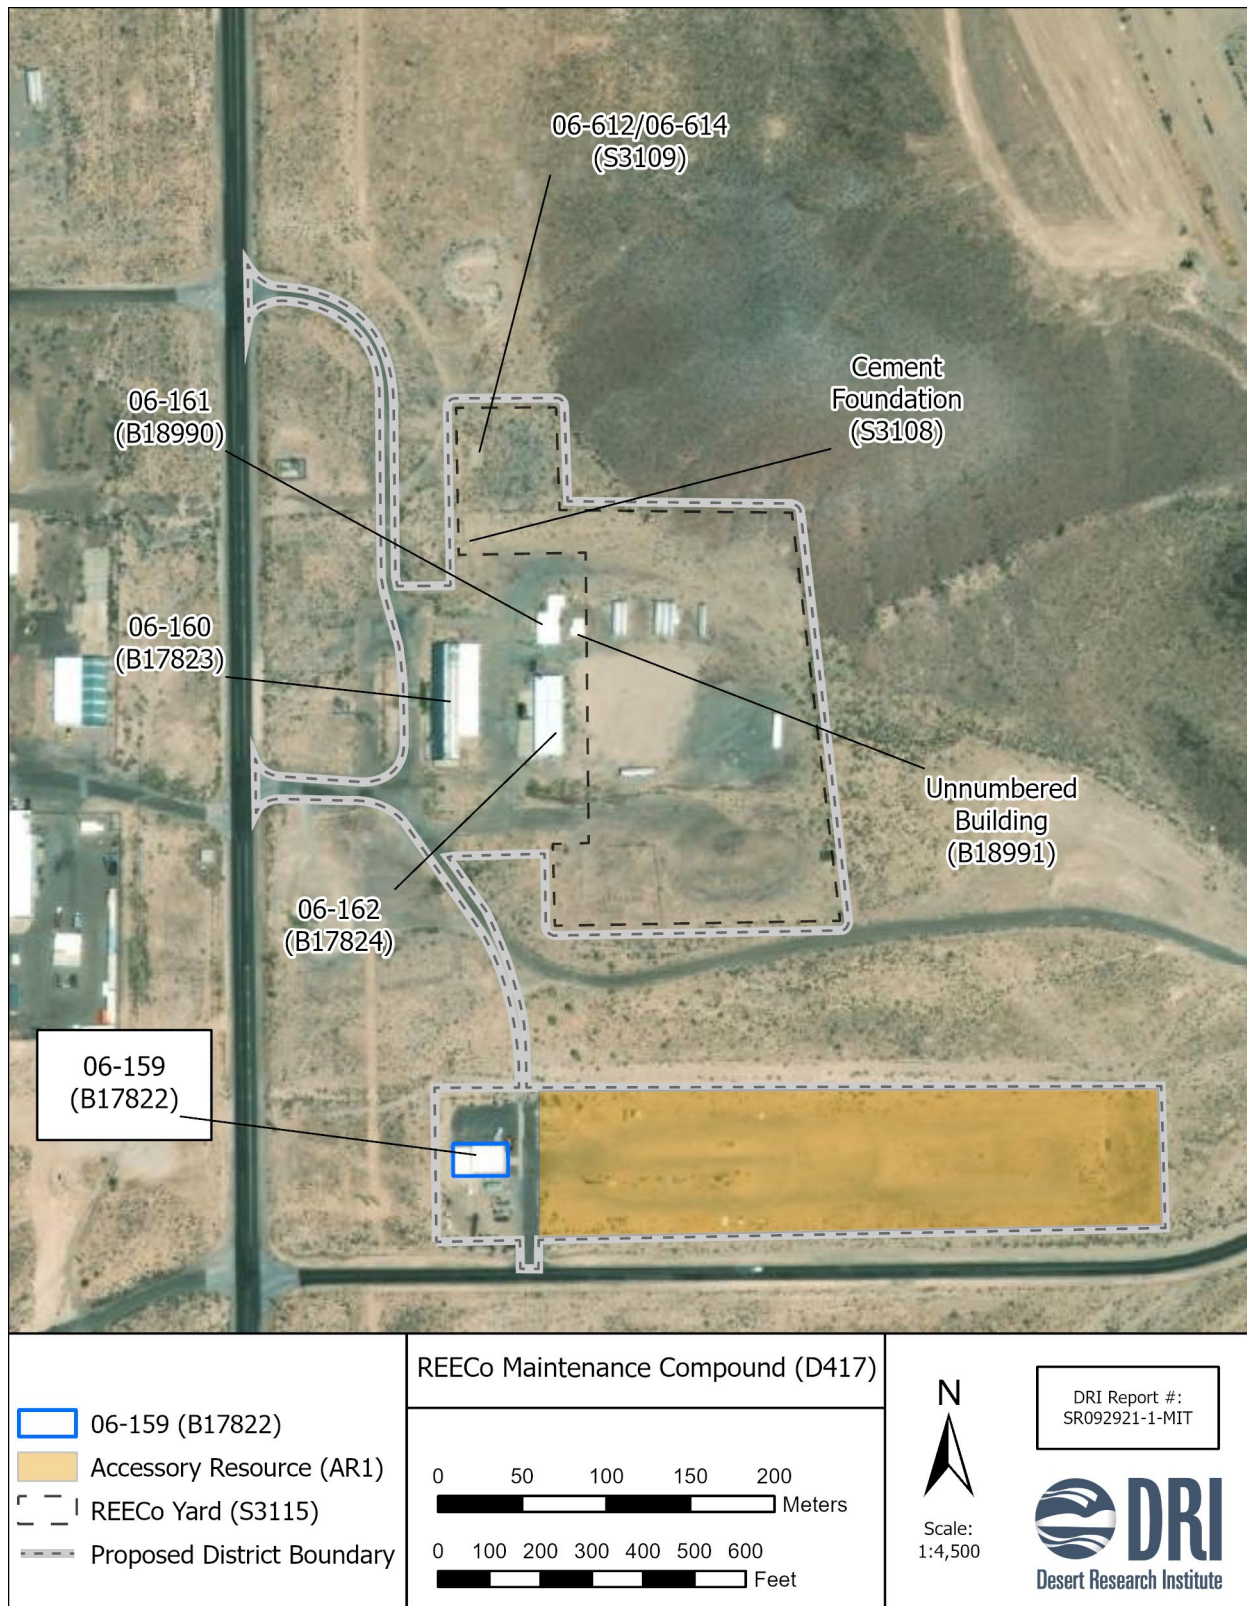 06-612/06-614
(S3109)
Cement
Foundation
(S3108)
06-161
(B18990)
06-160
(B17823)
Unnumbered
Building
(B18991)
06-162
(B17824)
06-159
(B17822)
06-159 (B17822)
Accessory Resource (AR1)
REECo Yard (S3115)
Proposed District Boundary
REECo Maintenance Compound (D417)
0 50 100 150 200
Meters
0 100 200 300 400 500 600
Feet
N
Scale:
1:4,500
DRI Report #:
SR092921-1-MIT
DRI
Desert Research Institute